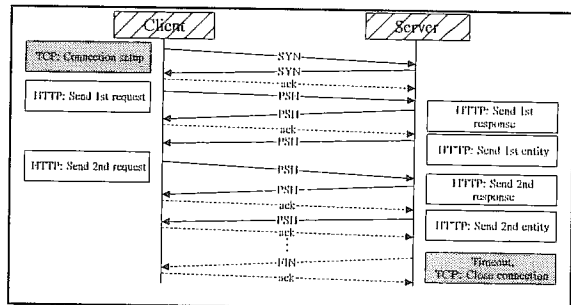 Client
Server
TCP: Connection setup
SYN
SYN
ack
HTTP: Send 1st request
PSH
PSH
HTTP: Send 1st
response
ack
PSH
HTTP: Send 1st entity
HTTP: Send 2nd request
PSH
PSH
HTTP: Send 2nd
response
ack
PSH
HTTP: Send 2nd entity
ack
FIN
Timeout,
TCP: Close connection
ack